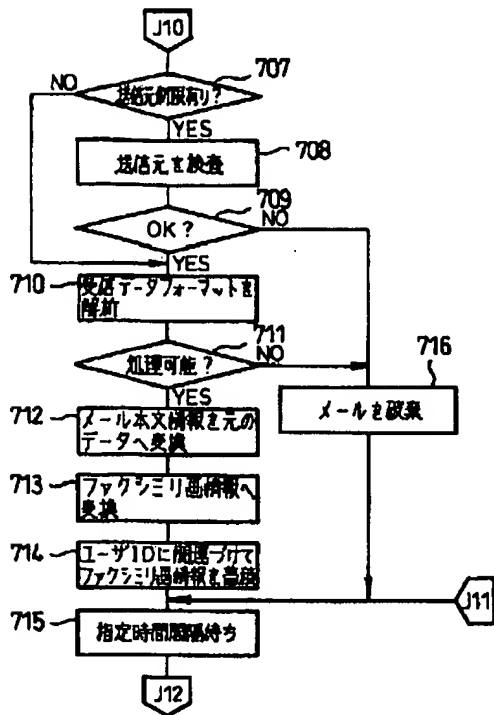 J10
707
NO
送信元制限有り?
YES
708
送信元を検査
709
OK?
NO
YES
710
受信データフォーマットを
解析
711
処理可能?
NO
716
YES
メールを破棄
712
メール本文情報を元の
データへ変換
713
ファクシミリ画情報へ
変換
714
ユーザIDに関連づけて
ファクシミリ画情報を蓄積
715
指定時間間隔待ち
J11
J12